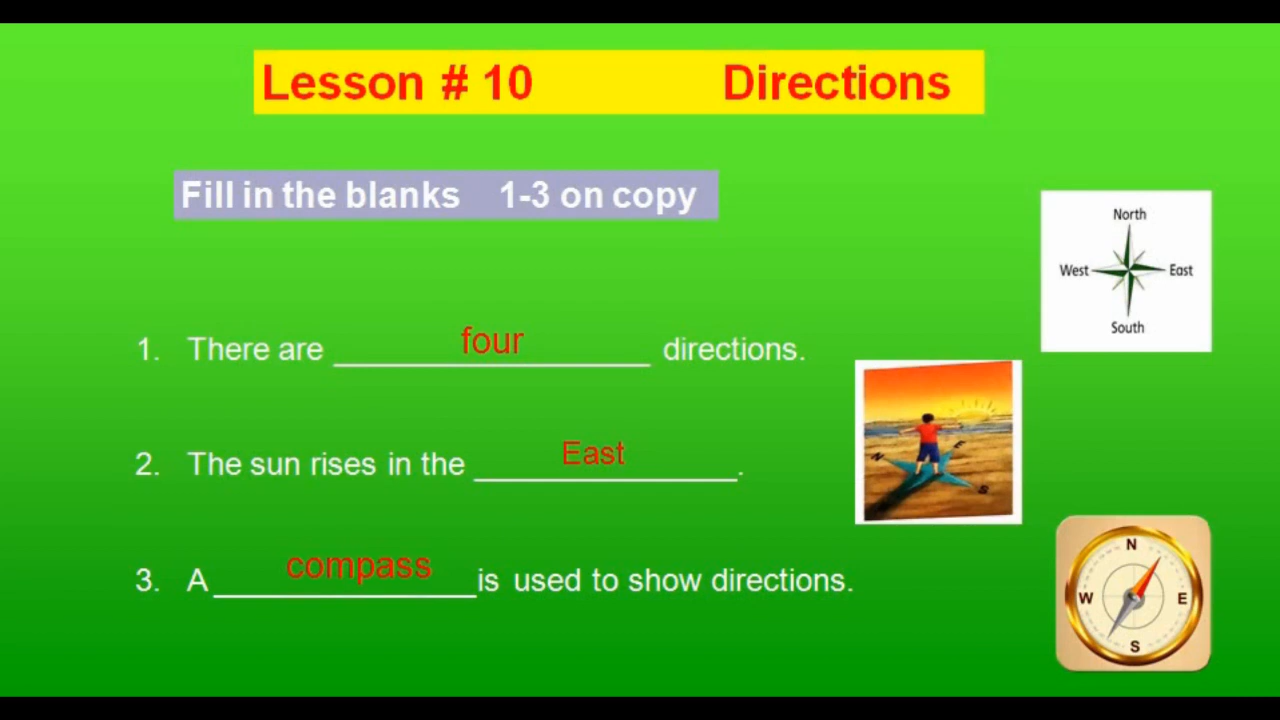 Lesson # 10 Directions
Fill in the blanks 1-3 on copy
North
West East
South
1. There are four directions.
E
N
S
2. The sun rises in the East.
3. A compass is used to show directions.
N
W E
S